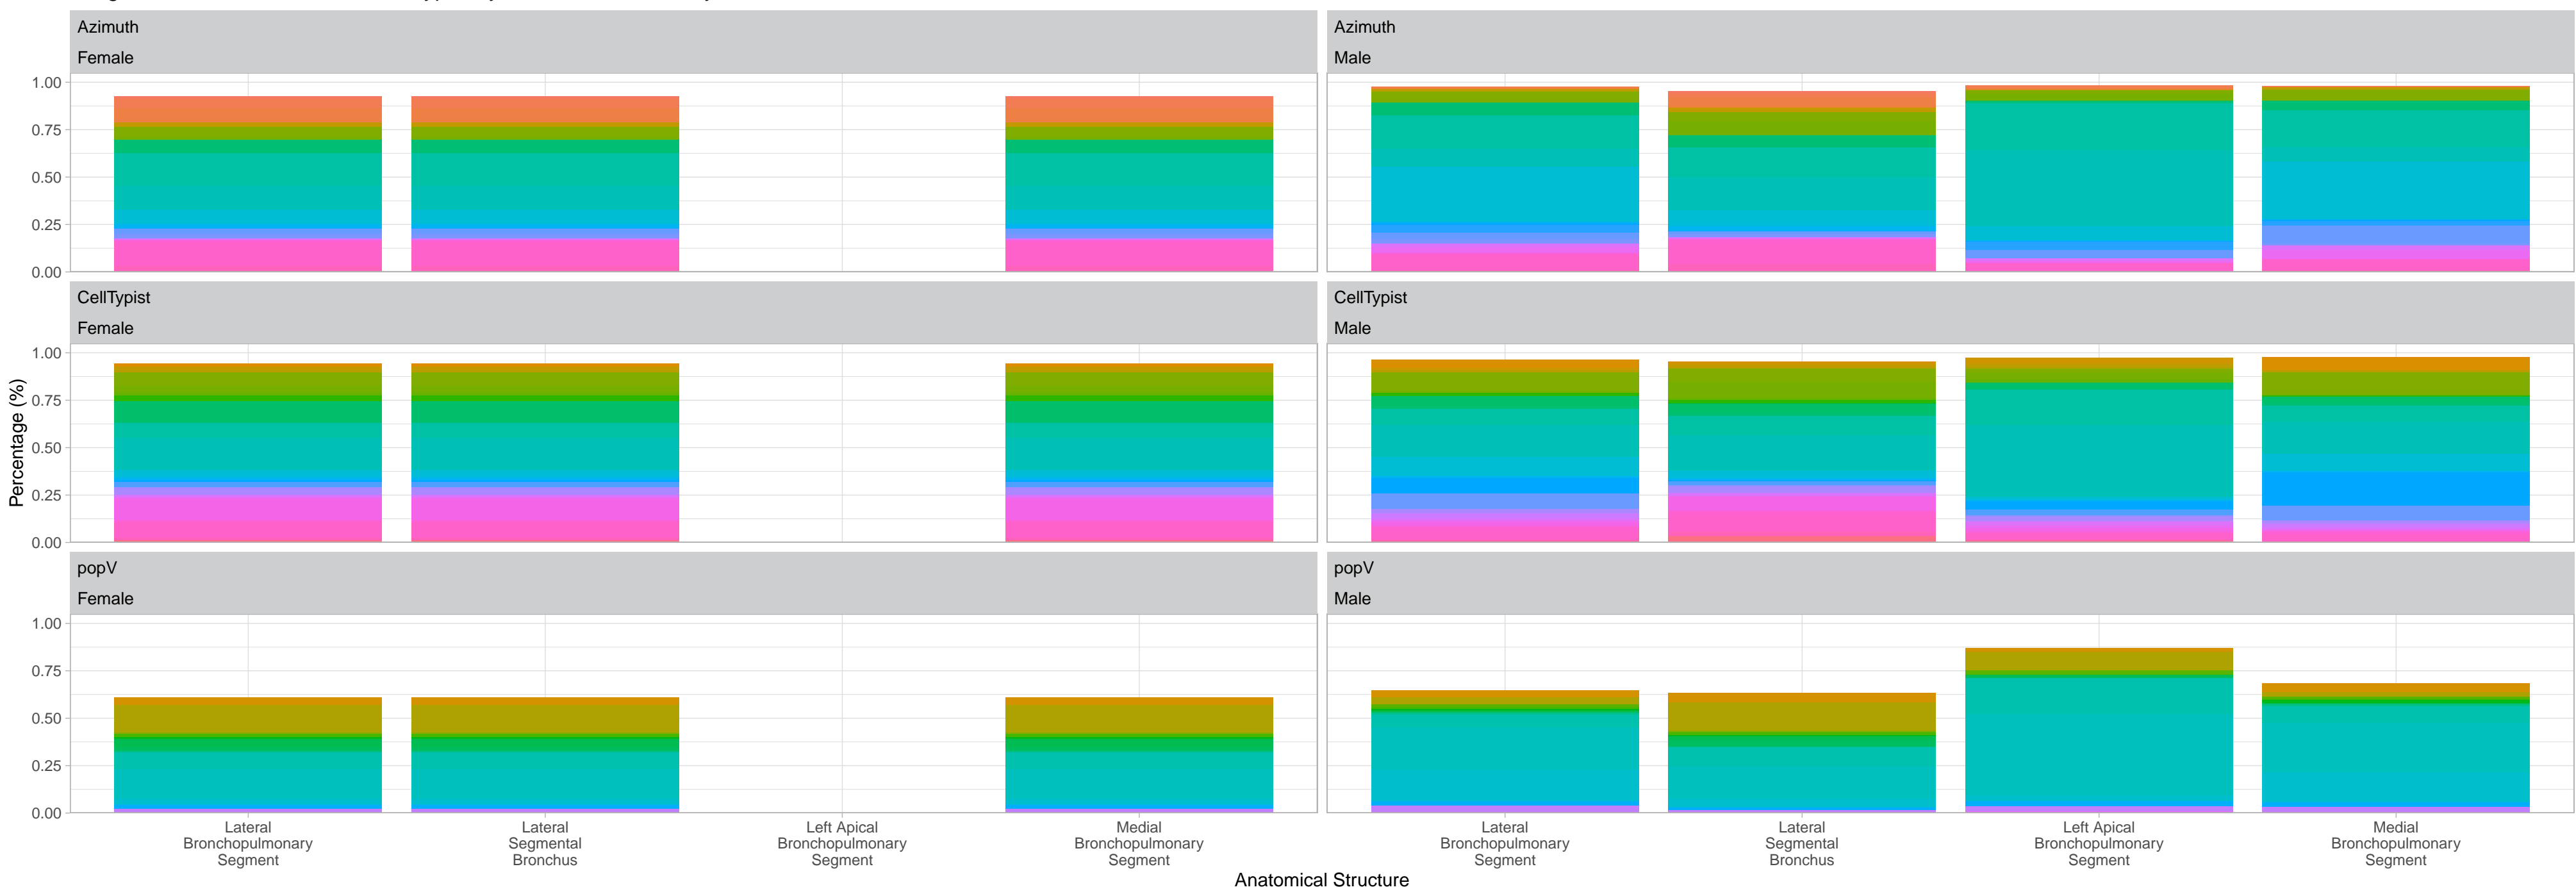 Azimuth
Female
Azimuth
Male
1.00
0.75
0.50
0.25
0.00
CellTypist
Female
CellTypist
Male
1.00
0.75
0.50
0.25
0.00
Percentage (%)
popV
Female
popV
Male
1.00
0.75
0.50
0.25
0.00
Lateral
Bronchopulmonary
Segment
Lateral
Segmental
Bronchus
Left Apical
Bronchopulmonary
Segment
Medial
Bronchopulmonary
Segment
Lateral
Bronchopulmonary
Segment
Lateral
Segmental
Bronchus
Left Apical
Bronchopulmonary
Segment
Medial
Bronchopulmonary
Segment
Anatomical Structure